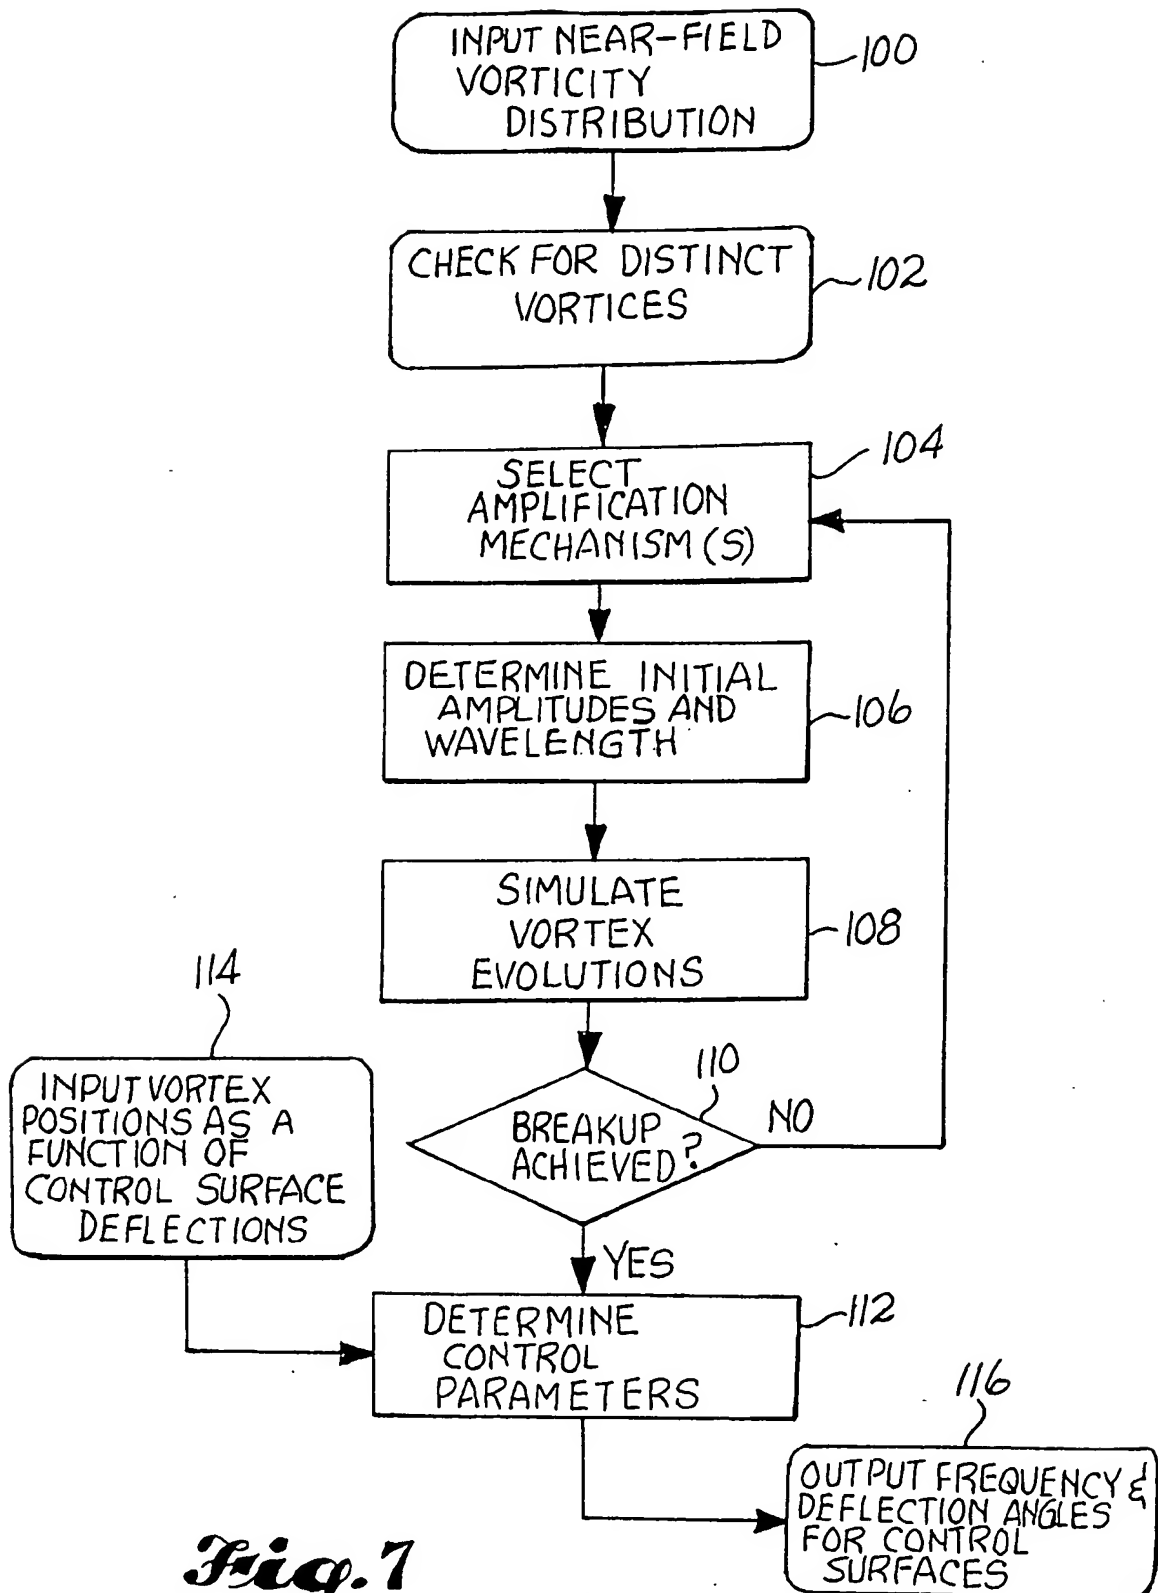 INPUT NEAR-FIELD
VORTICITY
DISTRIBUTION
100
CHECK FOR DISTINCT
VORTICES
102
104
SELECT
AMPLIFICATION
MECHANISM(S)
DETERMINE INITIAL
AMPLITUDES AND
WAVELENGTH
106
SIMULATE
VORTEX
EVOLUTIONS
108
114
INPUT VORTEX
POSITIONS AS A
FUNCTION OF
CONTROL SURFACE
DEFLECTIONS
110
BREAKUP
ACHIEVED?
NO
YES
DETERMINE
CONTROL
PARAMETERS
112
116
OUTPUT FREQUENCY &
DEFLECTION ANGLES
FOR CONTROL
SURFACES
Fig. 7